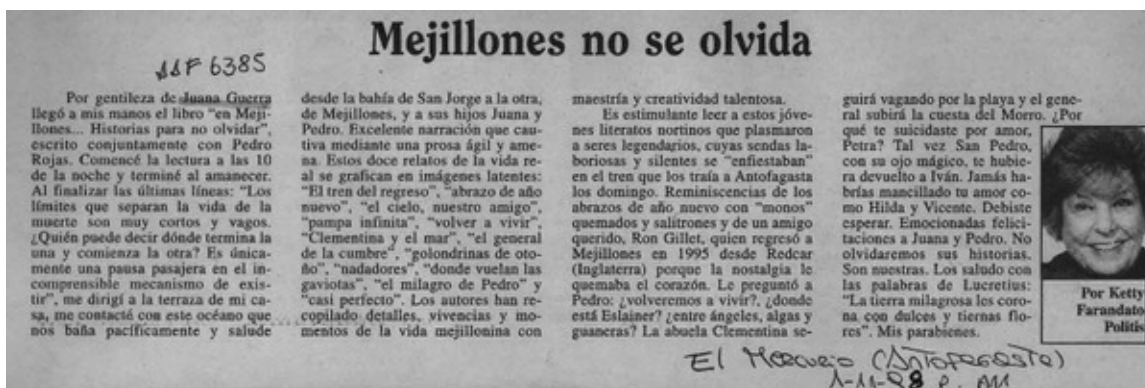 Mejillones no se olvida
AAF 6385
Por gentileza de Juana Guerra
llegó a mis manos el libro "en Meji-
llones... Historias para no olvidar",
escrito conjuntamente con Pedro
Rojas. Comencé la lectura a las 10
de la noche y terminé al amanecer.
Al finalizar las últimas líneas: "Los
límites que separan la vida de la
muerte son muy cortos y vagos.
¿Quién puede decir dónde termina la
una y comienza la otra? Es única-
mente una pausa pasajera en el in-
comprensible mecanismo de exis-
tir", me dirigí a la terraza de mi ca-
sa, me contacté con este océano que
nos baña pacíficamente y saludé
desde la bahía de San Jorge a la otra,
de Mejillones, y a sus hijos Juana y
Pedro. Excelente narración que cau-
tiva mediante una prosa ágil y ame-
na. Estos doce relatos de la vida re-
al se grafican en imágenes latentes:
"El tren del regreso", "abrazo de año
nuevo", "el cielo, nuestro amigo",
"pampa infinita", "volver a vivir",
"Clementina y el mar", "el general
de la cumbre", "golondrinas de oto-
ño", "nadadores", "donde vuelan las
gaviotas", "el milagro de Pedro" y
"casi perfecto". Los autores han re-
copilado detalles, vivencias y mo-
mentos de la vida mejillonina con
maestría y creatividad talentosa.
Es estimulante leer a estos jóve-
nes literatos nortinos que plasmaron
a seres legendarios, cuyas sendas la-
boriosas y silentes se "enfiestaban"
en el tren que los traía a Antofagasta
los domingo. Reminiscencias de los
abrazos de año nuevo con "monos"
quemados y salitrones y de un amigo
querido, Ron Gillet, quien regresó a
Mejillones en 1995 desde Redcar
(Inglaterra) porque la nostalgia le
quemaba el corazón. Le preguntó a
Pedro: ¿volveremos a vivir?, ¿donde
está Eslainer? ¿entre ángeles, algas y
guaneras? La abuela Clementina se-
guirá vagando por la playa y el gene-
ral subirá la cuesta del Morro. ¿Por
qué te suicidaste por amor,
Petra? Tal vez San Pedro,
con su ojo mágico, te hubie-
ra devuelto a Iván. Jamás ha-
brías mancillado tu amor co-
mo Hilda y Vicente. Debiste
esperar. Emocionadas felici-
taciones a Juana y Pedro. No
olvidaremos sus historias.
Son nuestras. Los saludo con
las palabras de Lucretius:
"La tierra milagrosa les coro-
na con dulces y tiernas flo-
res". Mis parabienes.
Por Ketty
Farandato
Politis
El Mercurio (Antofagasta)
1-11-98 p. A11